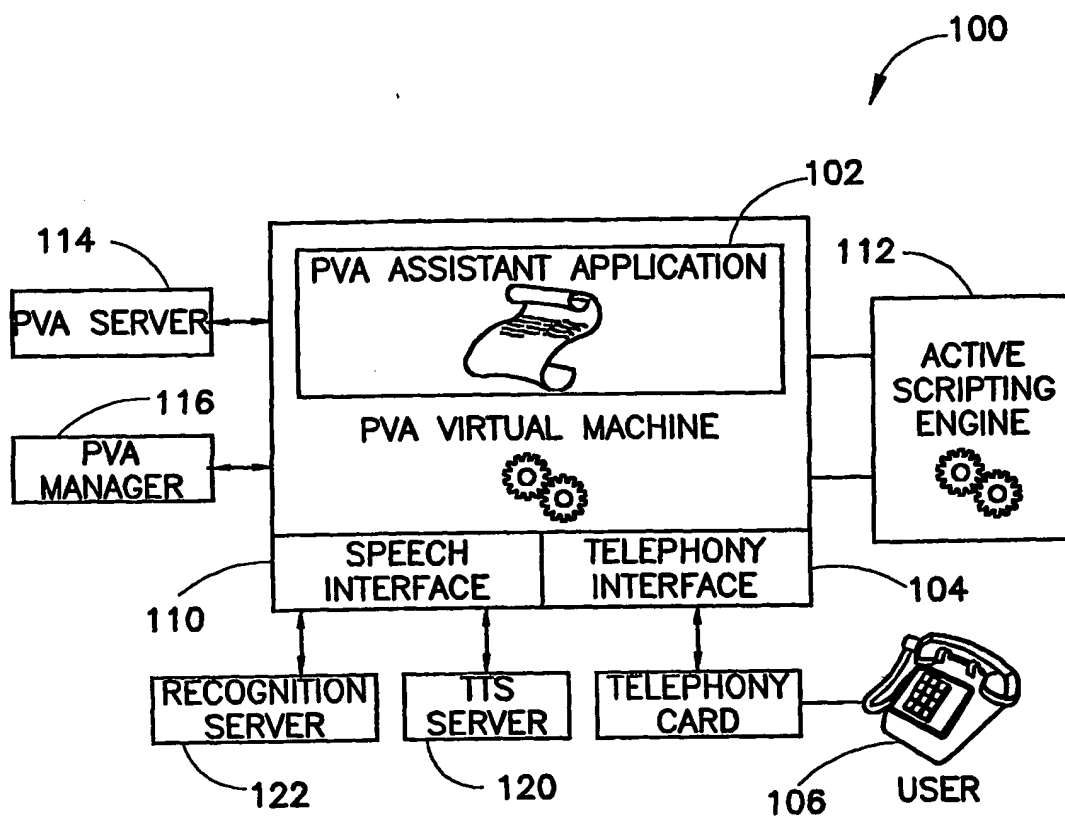 100
102
114
112
PVA ASSISTANT APPLICATION
PVA SERVER
ACTIVE
SCRIPTING
ENGINE
116
PVA VIRTUAL MACHINE
PVA
MANAGER
SPEECH
INTERFACE
TELEPHONY
INTERFACE
110
104
RECOGNITION
SERVER
TTS
SERVER
TELEPHONY
CARD
122
120
106
USER